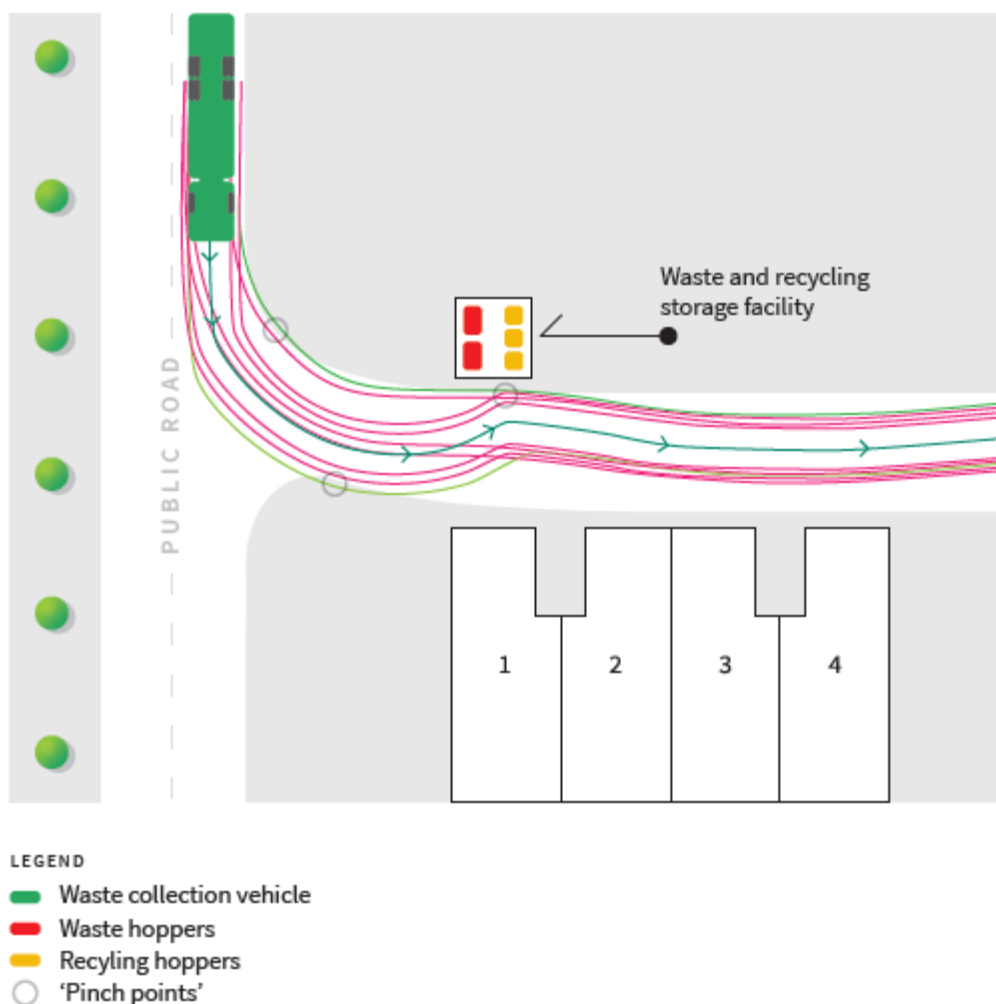 Waste and recycling
storage facility
PUBLIC ROAD
1
2
3
4
LEGEND
Waste collection vehicle
Waste hoppers
Recyling hoppers
‘Pinch points’